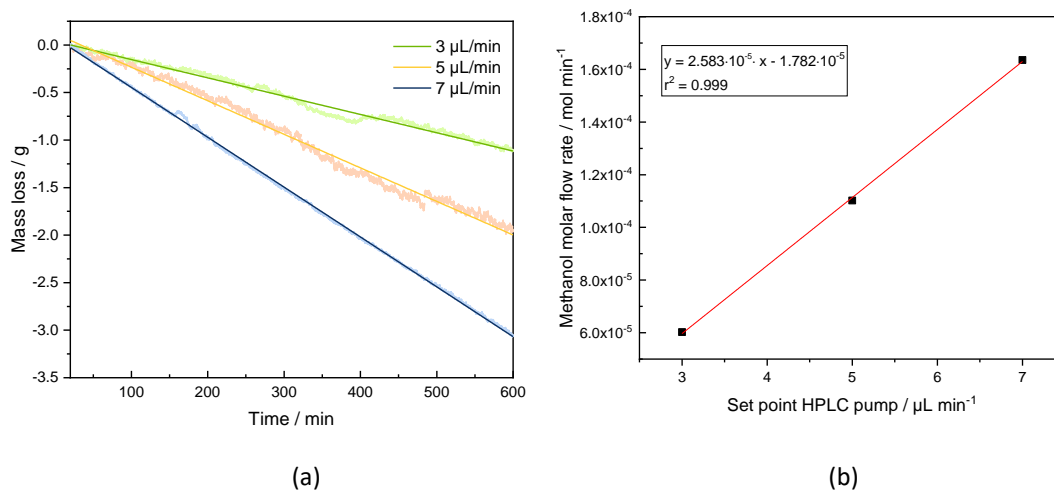 (a)
0.0
-0.5
-1.0
-1.5
-2.0
-2.5
-3.0
-3.5
Mass loss / g
3 µL/min
5 µL/min
7 µL/min
100 200 300 400 500 600
Time / min
(a)
(b)
1.8x10⁻⁴
1.6x10⁻⁴
1.4x10⁻⁴
1.2x10⁻⁴
1.0x10⁻⁴
8.0x10⁻⁵
6.0x10⁻⁵
Methanol molar flow rate / mol min⁻¹
y = 2.583·10⁻⁵· x - 1.782·10⁻⁵
r² = 0.999
3 4 5 6 7
Set point HPLC pump / µL min⁻¹
(b)